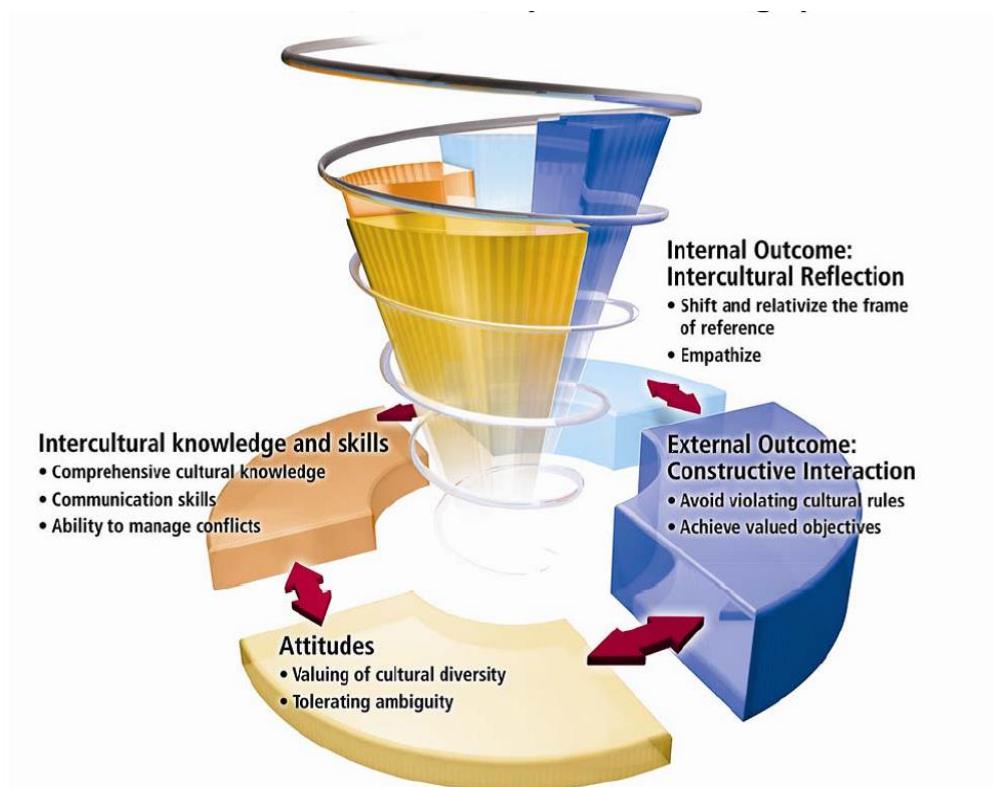 Internal Outcome:
Intercultural Reflection
• Shift and relativize the frame
of reference
• Empathize
Intercultural knowledge and skills
• Comprehensive cultural knowledge
• Communication skills
• Ability to manage conflicts
External Outcome:
Constructive Interaction
• Avoid violating cultural rules
• Achieve valued objectives
Attitudes
• Valuing of cultural diversity
• Tolerating ambiguity